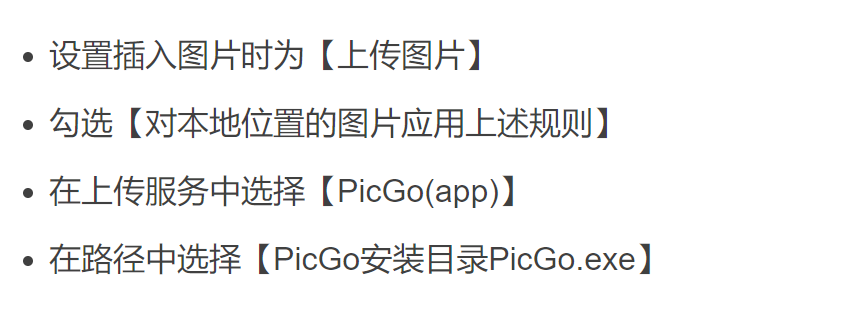 • 设置插入图片时为【上传图片】
• 勾选【对本地位置的图片应用上述规则】
• 在上传服务中选择【PicGo(app)】
• 在路径中选择【PicGo安装目录PicGo.exe】